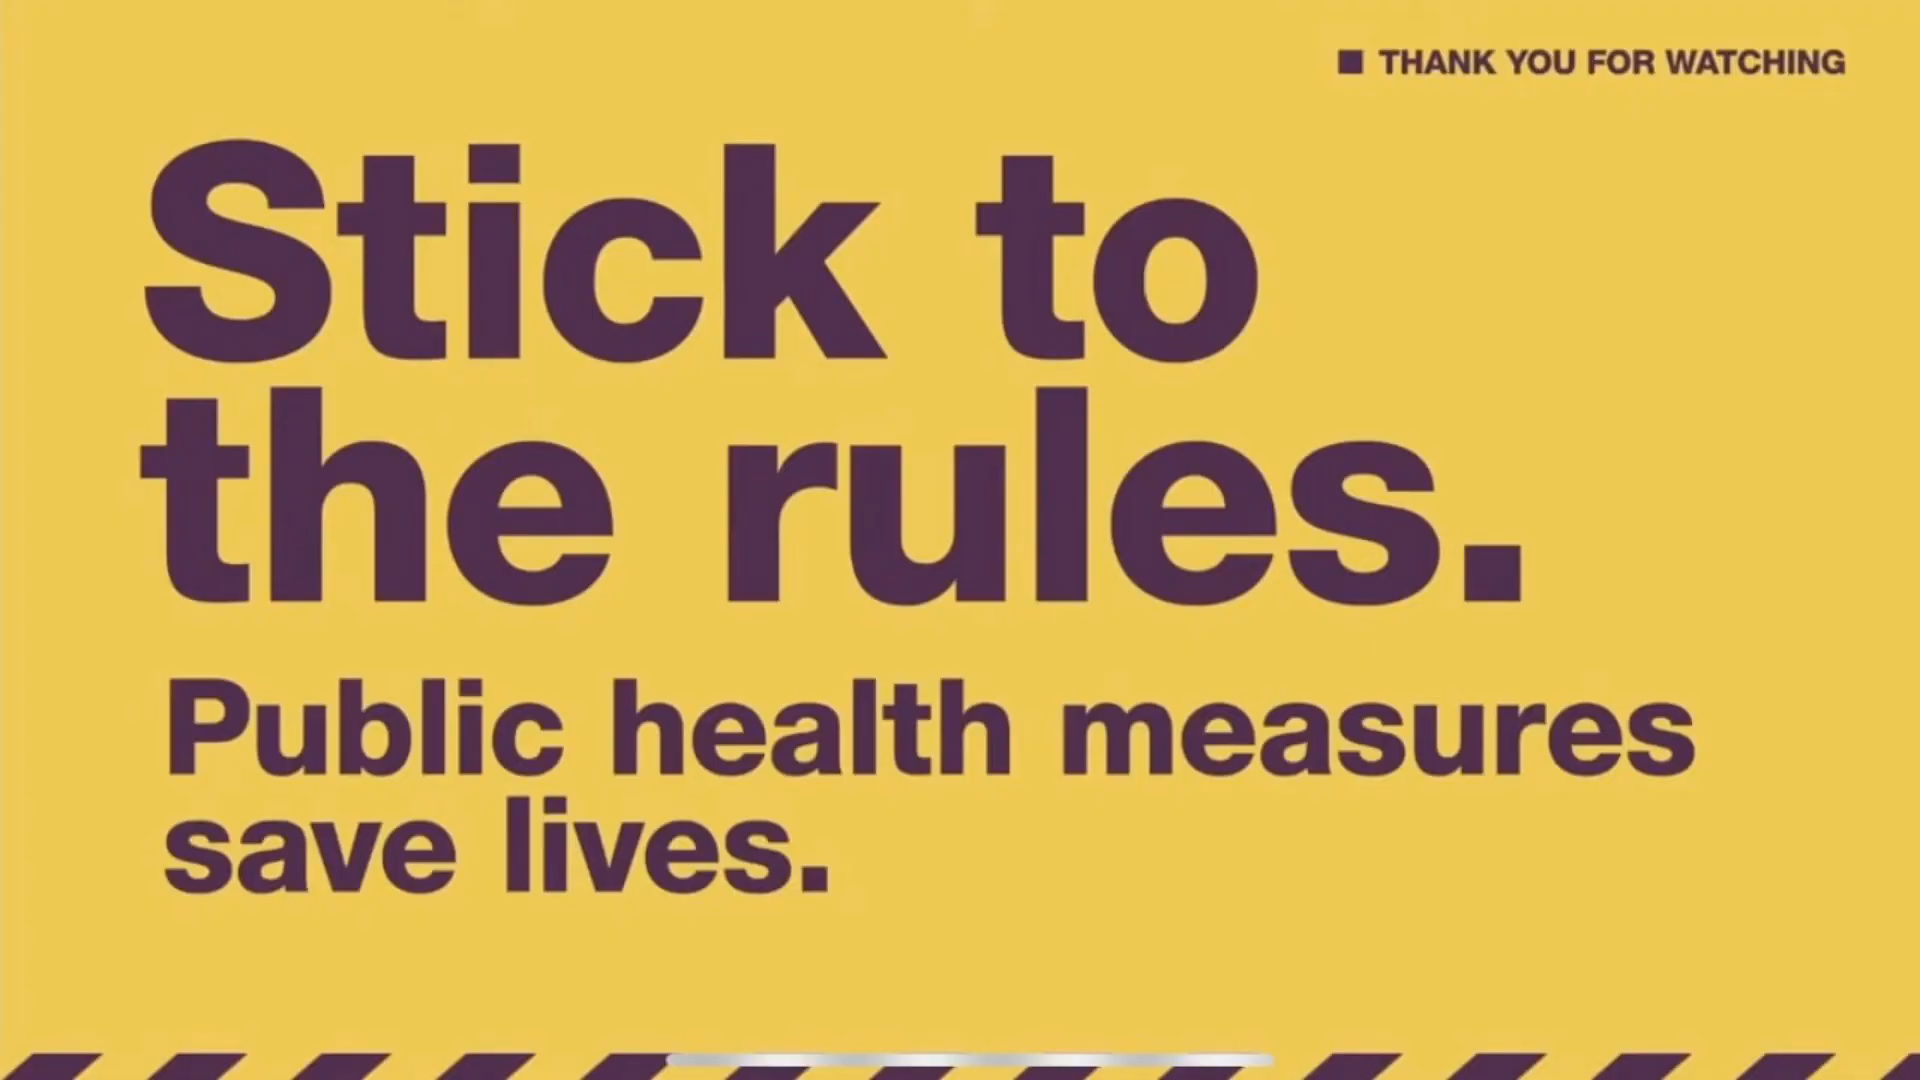 THANK YOU FOR WATCHING
Stick to
the rules.
Public health measures
save lives.